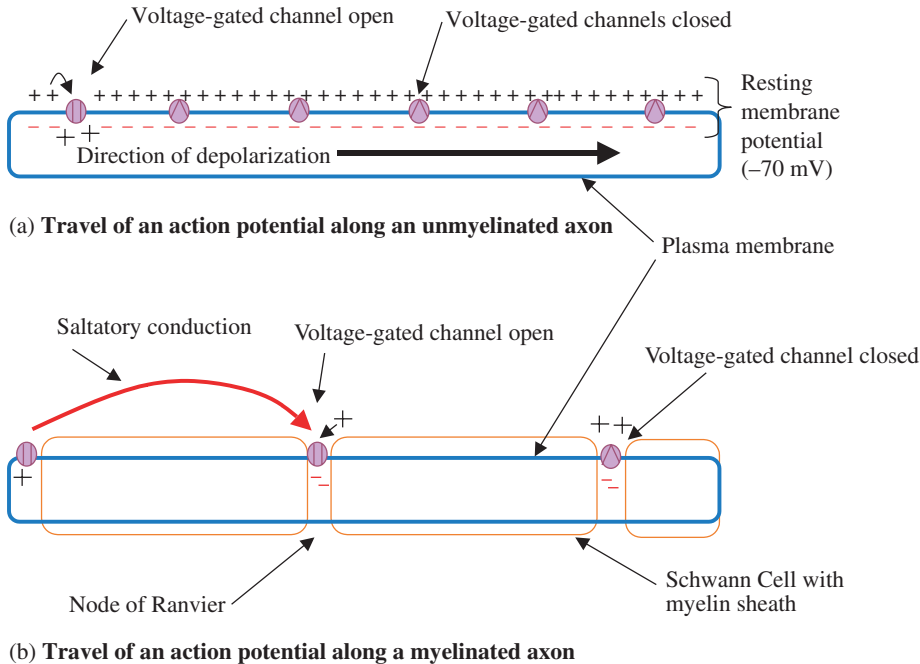 Voltage-gated channel open
Voltage-gated channels closed
+ + + + + + + + + + + + + + + + + + + + + + + + + + + + + + + + + + + + + +
Resting
membrane
potential
(–70 mV)
+ +
Direction of depolarization
(a) Travel of an action potential along an unmyelinated axon
Plasma membrane
Saltatory conduction
Voltage-gated channel open
Voltage-gated channel closed
+
+ +
+
Schwann Cell with
myelin sheath
Node of Ranvier
(b) Travel of an action potential along a myelinated axon